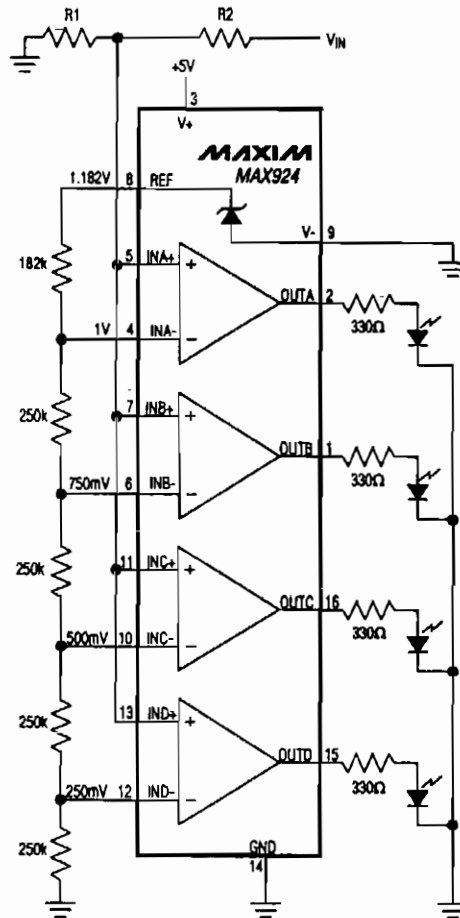 R1
R2
VIN
+5V
3
V+
MAXIM
MAX924
1.182V
8
REF
V-
9
182k
5
INA+
OUTA
2
330Ω
1V
4
INA-
250k
7
INB+
OUTB
1
330Ω
750mV
6
INB-
250k
11
INC+
OUTC
16
330Ω
500mV
10
INC-
250k
13
IND+
OUTD
15
330Ω
250mV
12
IND-
250k
GND
14